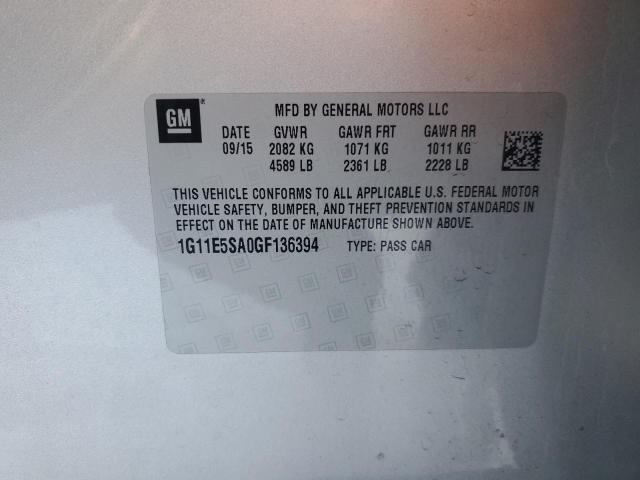 GM
MFD BY GENERAL MOTORS LLC
DATE GVWR GAWR FRT GAWR RR
09/15 2082 KG 1071 KG 1011 KG
4589 LB 2361 LB 2228 LB
THIS VEHICLE CONFORMS TO ALL APPLICABLE U.S. FEDERAL MOTOR
VEHICLE SAFETY, BUMPER, AND THEFT PREVENTION STANDARDS IN
EFFECT ON THE DATE OF MANUFACTURE SHOWN ABOVE.
1G11E5SA0GF136394 TYPE: PASS CAR